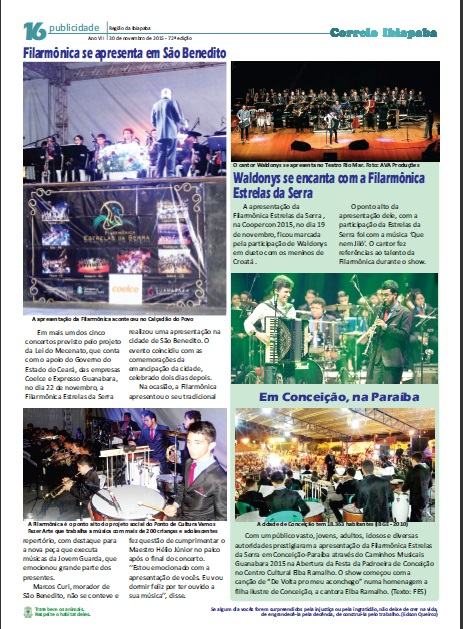 16 publicidade
Região da Ibiapaba
Ano VII 30 de novembro de 2015 - 72ª edição
Correio Ibiapaba
Filarmônica se apresenta em São Benedito
FILARMÔNICA
ESTRELAS DA SERRA
coelce
GUANABARA
A apresentação da Filarmônica aconteceu no Calçadão do Povo
Em mais um dos cinco
concertos previsto pelo projeto
da Lei do Mecenato, que conta
com o apoio do Governo do
Estado do Ceará, das empresas
Coelce e Expresso Guanabara,
no dia 22 de novembro, a
Filarmônica Estrelas da Serra
realizou uma apresentação na
cidade de São Benedito. O
evento coincidiu com as
comemorações da
emancipação da cidade,
celebrado dois dias depois.
Na ocasião, a Filarmônica
apresentou o seu tradicional
A Filarmônica é o ponto alto do projeto social do Ponto de Cultura Vamos
Fazer Arte que trabalha a música com mais de 200 crianças e adolescentes
repertório, com destaque para
a nova peça que executa
músicas da Jovem Guarda, que
emocionou grande parte dos
presentes.
Marcos Curi, morador de
São Benedito, não se conteve e
fez questão de cumprimentar o
Maestro Hélio Júnior no palco
após o final do concerto.
“Estou emocionado com a
apresentação de vocês. Eu vou
dormir feliz por ter ouvido a
sua música”, disse.
O cantor Waldonys se apresenta no Teatro Rio Mar. Foto: AVA Produções
Waldonys se encanta com a Filarmônica
Estrelas da Serra
A apresentação da
Filarmônica Estrelas da Serra ,
na Coopercon 2015, no dia 19
de novembro, ficou marcada
pela participação de Waldonys
em dueto com os meninos de
Croatá .
O ponto alto da
apresentação dele, com a
participação da Estrelas da
Serra foi com a música ‘Que
nem Jiló’. O cantor fez
referências ao talento da
Filarmônica durante o show.
Em Conceição, na Paraíba
A cidade de Conceição tem 18.363 habitantes (IBGE - 2010)
Com um público vasto, jovens, adultos, idosos e diversas
autoridades prestigiaram a apresentação da Filarmônica Estrelas
da Serra em Conceição-Paraíba através do Caminhos Musicais
Guanabara 2015 na Abertura da Festa da Padroeira de Conceição
no Centro Cultural Elba Ramalho. O show começou com a
canção de “De Volta pro meu aconchego” numa homenagem a
filha ilustre de Conceição, a cantora Elba Ramalho. (Texto: FES)
Trate bem os animais,
Respeite o habitat deles.
Se algum dia vocês forem surpreendidos pela injustiça ou pela ingratidão, não deixe de crer na vida,
de engrandecê-la pela decência, de construí-la pelo trabalho. (Edson Queiroz)